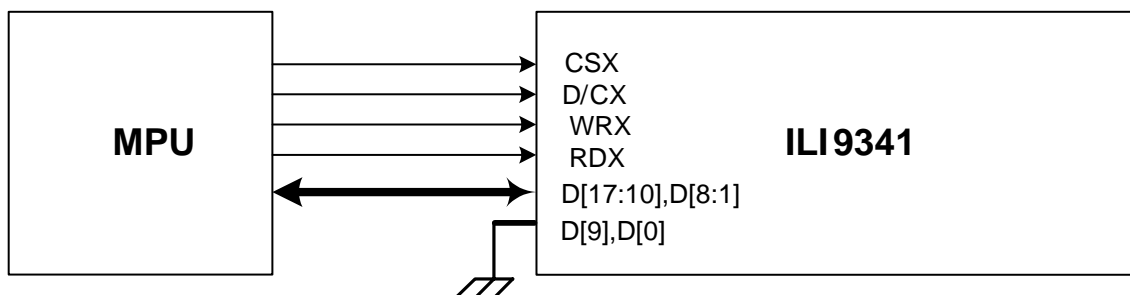 MPU
CSX
D/CX
WRX
RDX
D[17:10],D[8:1]
D[9],D[0]
ILI9341